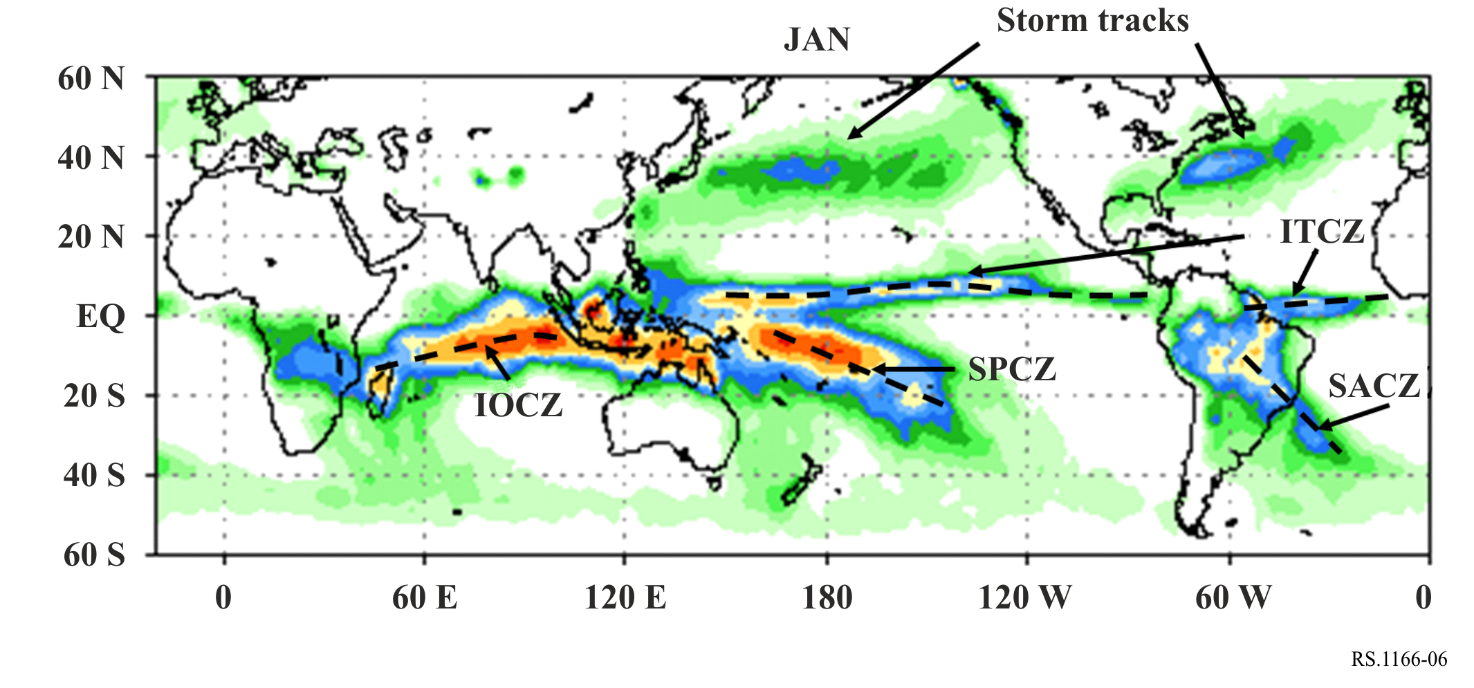 Storm tracks
JAN
60 N
40 N
20 N
ITCZ
EQ
SPCZ
20 S
IOCZ
SACZ
40 S
60 S
0 60 E 120 E 180 120 W 60 W 0
RS.1166-06